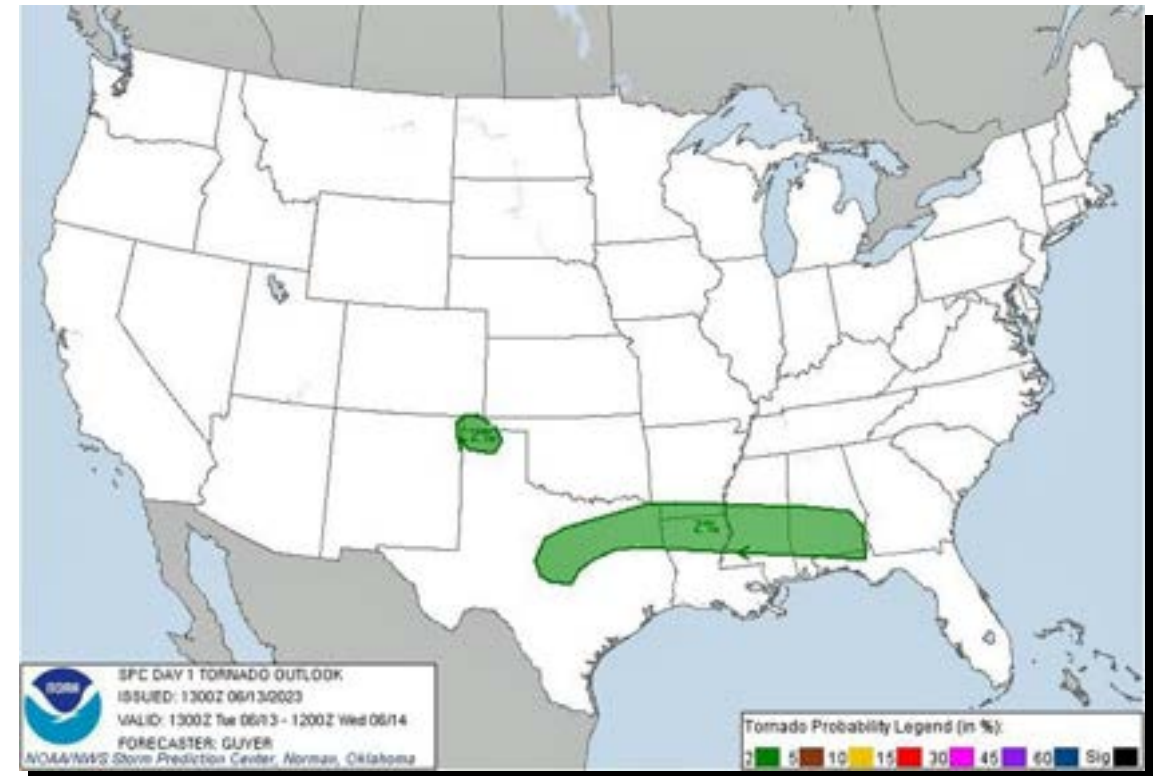 2%
2%
NOAA
SPC DAY 1 TORNADO OUTLOOK
ISSUED: 1300Z 06/13/2023
VALID: 1300Z Tue 06/13 - 1200Z Wed 06/14
FORECASTER: GUYER
NOAA/NWS Storm Prediction Center, Norman, Oklahoma
Tornado Probability Legend (in %):
2 5 10 15 30 45 60 Sig